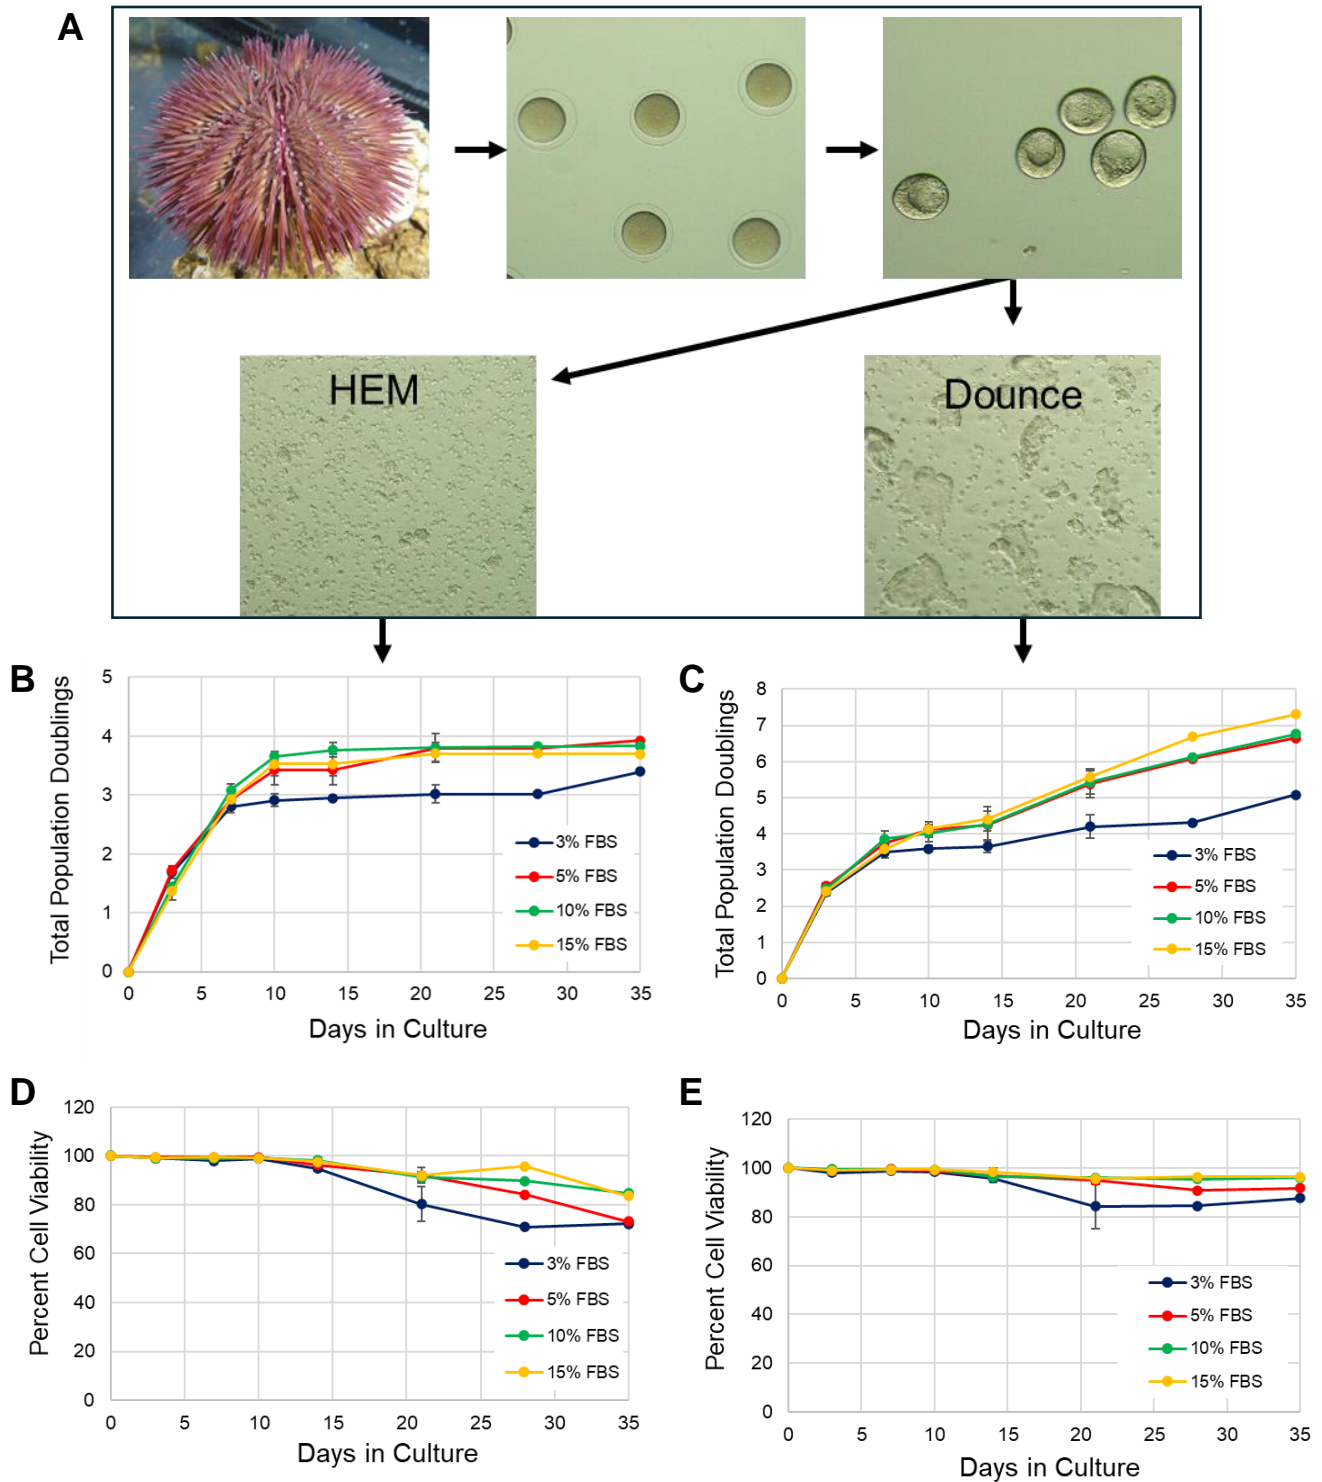 A
HEM
Dounce
B
Total Population Doublings
5
4
3
2
1
0
0 5 10 15 20 25 30 35
Days in Culture
3% FBS
5% FBS
10% FBS
15% FBS
C
Total Population Doublings
8
7
6
5
4
3
2
1
0
0 5 10 15 20 25 30 35
Days in Culture
3% FBS
5% FBS
10% FBS
15% FBS
D
Percent Cell Viability
120
100
80
60
40
20
0
0 5 10 15 20 25 30 35
Days in Culture
3% FBS
5% FBS
10% FBS
15% FBS
E
Percent Cell Viability
120
100
80
60
40
20
0
0 5 10 15 20 25 30 35
Days in Culture
3% FBS
5% FBS
10% FBS
15% FBS